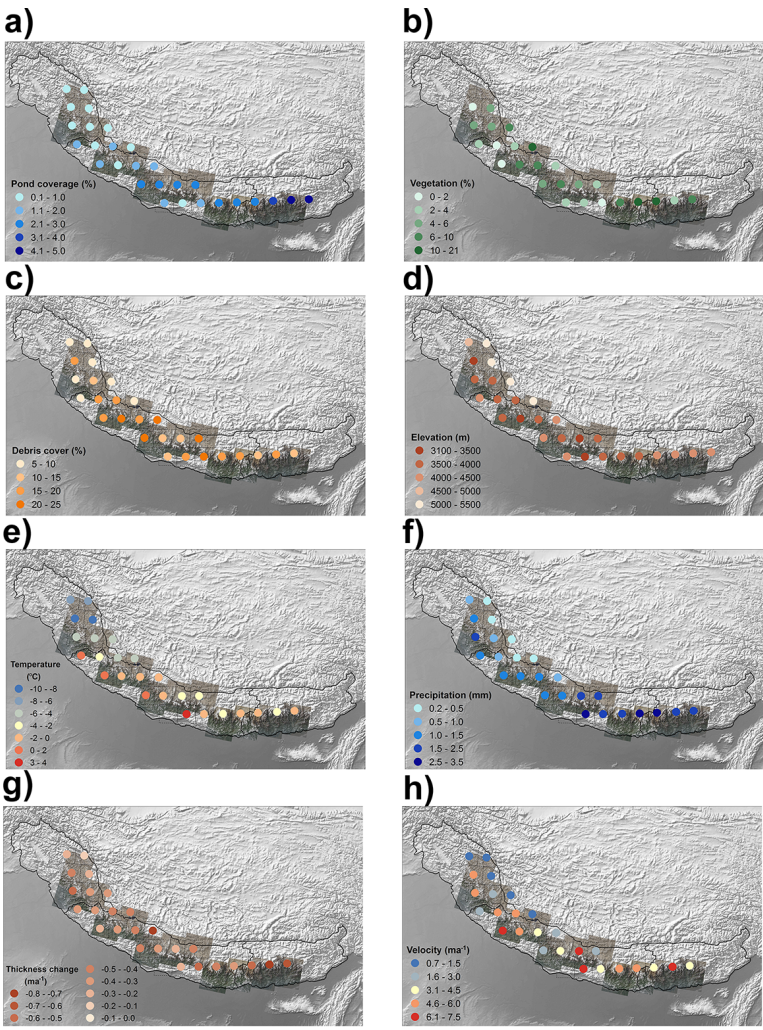 a)
Pond coverage (%)
0.1 - 1.0
1.1 - 2.0
2.1 - 3.0
3.1 - 4.0
4.1 - 5.0
b)
Vegetation (%)
0 - 2
2 - 4
4 - 6
6 - 10
10 - 21
c)
Debris cover (%)
5 - 10
10 - 15
15 - 20
20 - 25
d)
Elevation (m)
3100 - 3500
3500 - 4000
4000 - 4500
4500 - 5000
5000 - 5500
e)
Temperature
(°C)
-10 - -8
-8 - -6
-6 - -4
-4 - -2
-2 - 0
0 - 2
3 - 4
f)
Precipitation (mm)
0.2 - 0.5
0.5 - 1.0
1.0 - 1.5
1.5 - 2.5
2.5 - 3.5
g)
Thickness change
(ma⁻¹)
-0.8 - -0.7
-0.7 - -0.6
-0.6 - -0.5
-0.5 - -0.4
-0.4 - -0.3
-0.3 - -0.2
-0.2 - -0.1
-0.1 - 0.0
h)
Velocity (ma⁻¹)
0.7 - 1.5
1.6 - 3.0
3.1 - 4.5
4.6 - 6.0
6.1 - 7.5